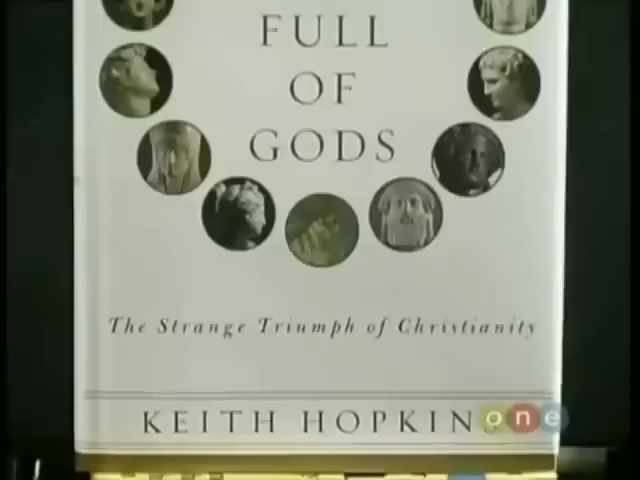 FULL
OF
GODS
The Strange Triumph of Christianity
KEITH HOPKIN
one